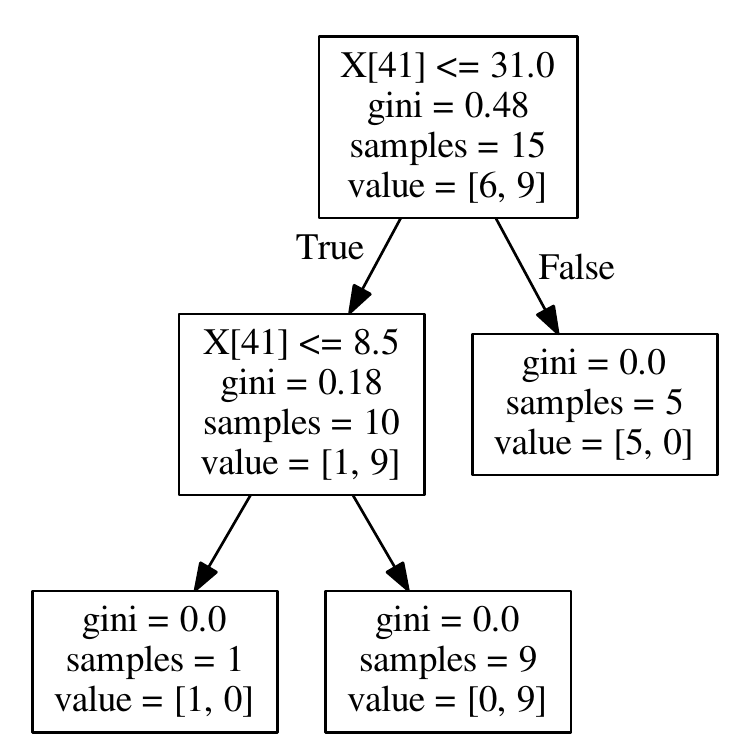 X[41] <= 31.0
gini = 0.48
samples = 15
value = [6, 9]
True
False
X[41] <= 8.5
gini = 0.18
samples = 10
value = [1, 9]
gini = 0.0
samples = 5
value = [5, 0]
gini = 0.0
samples = 1
value = [1, 0]
gini = 0.0
samples = 9
value = [0, 9]